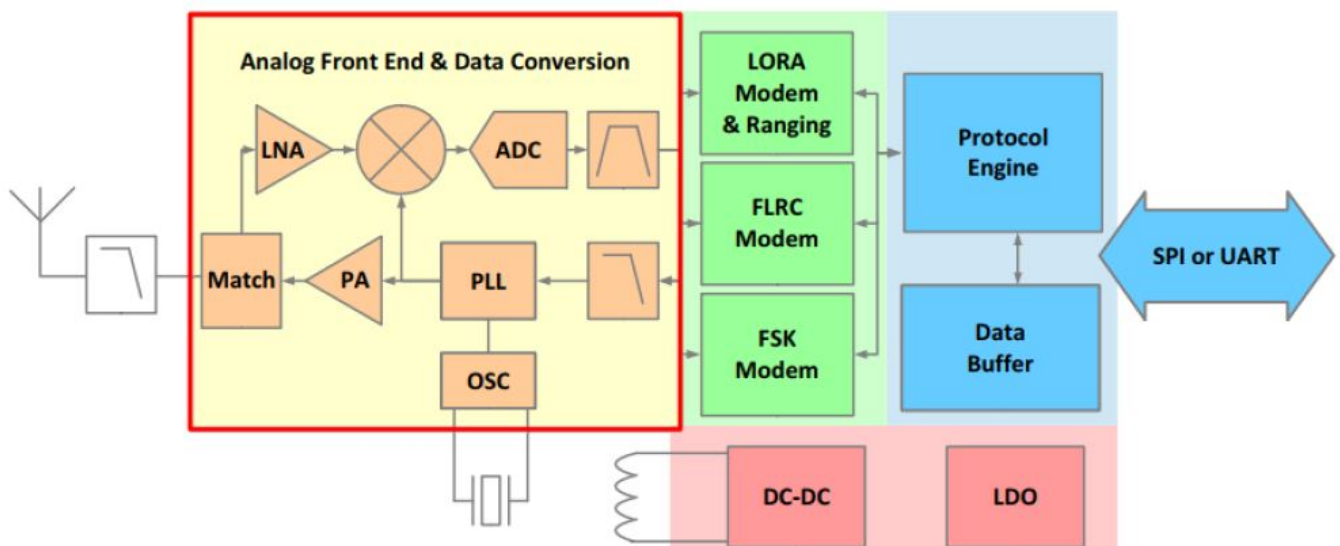 Analog Front End & Data Conversion
LNA
ADC
Match
PA
PLL
OSC
LORA
Modem
& Ranging
FLRC
Modem
FSK
Modem
Protocol
Engine
Data
Buffer
SPI or UART
DC-DC
LDO